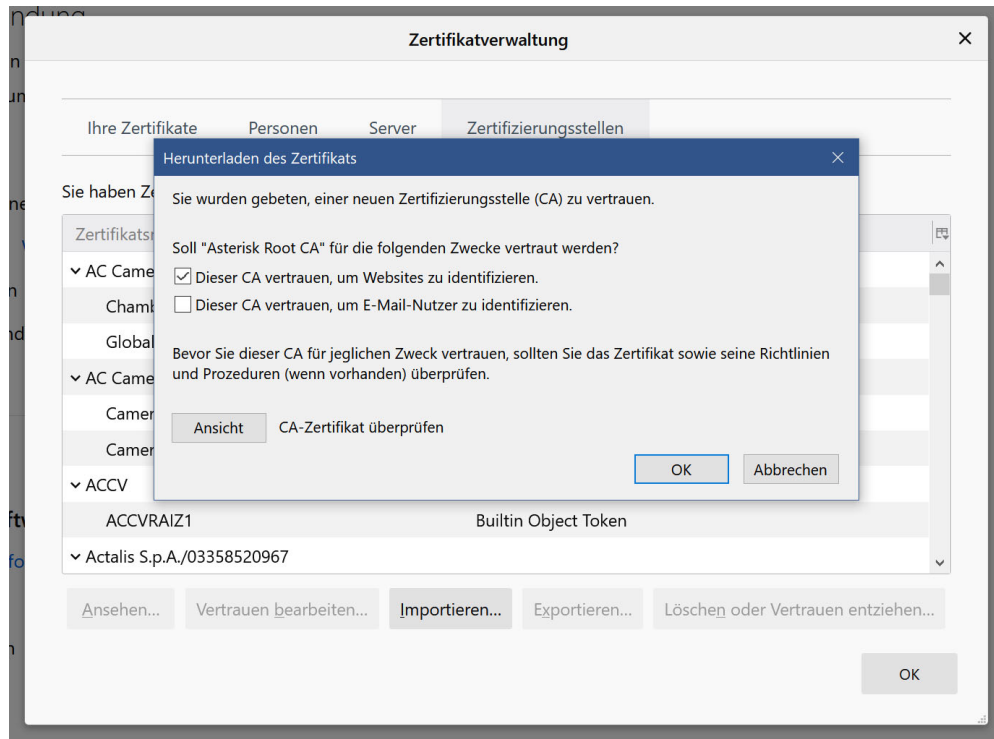 Zertifikatverwaltung
Ihre Zertifikate Personen Server Zertifizierungsstellen
Herunterladen des Zertifikats
Sie haben
Sie wurden gebeten, einer neuen Zertifizierungsstelle (CA) zu vertrauen.
Soll "Asterisk Root CA" für die folgenden Zwecke vertraut werden?
AC Came
Dieser CA vertrauen, um Websites zu identifizieren.
Dieser CA vertrauen, um E-Mail-Nutzer zu identifizieren.
Global
Bevor Sie dieser CA für jeglichen Zweck vertrauen, sollten Sie das Zertifikat sowie seine Richtlinien
und Prozeduren (wenn vorhanden) überprüfen.
AC Came
Camer
Ansicht CA-Zertifikat überprüfen
Camer
OK Abbrechen
ACCV
ACCVRAIZ1 Builtin Object Token
Actalis S.p.A./03358520967
Ansehen... Vertrauen bearbeiten... Importieren... Exportieren... Löschen oder Vertrauen entziehen...
OK